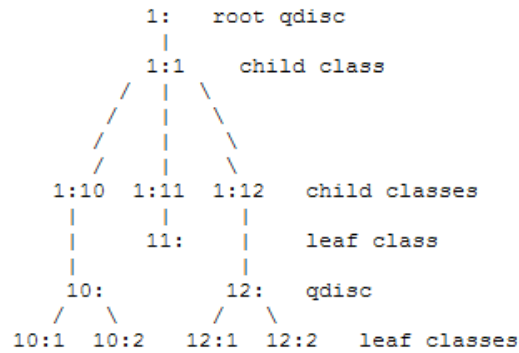 1: root qdisc
|
1:1 child class
/ | \
/ | \
/ | \
/ | \
1:10 1:11 1:12 child classes
| | |
| 11: | leaf class
| |
10: 12: qdisc
/ \ / \
10:1 10:2 12:1 12:2 leaf classes